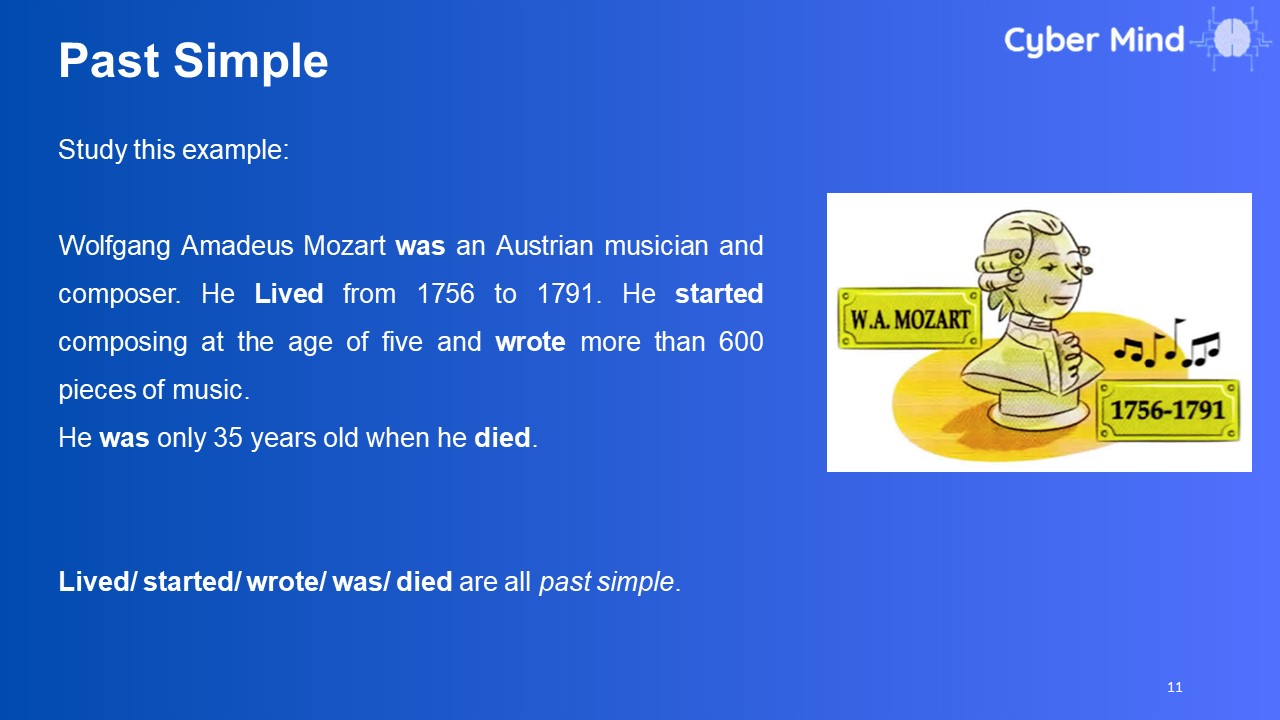 Past Simple
Cyber Mind
Study this example:
Wolfgang Amadeus Mozart was an Austrian musician and
composer. He Lived from 1756 to 1791. He started
composing at the age of five and wrote more than 600
pieces of music.
He was only 35 years old when he died.
W.A. MOZART
1756-1791
Lived/ started/ wrote/ was/ died are all past simple.
11